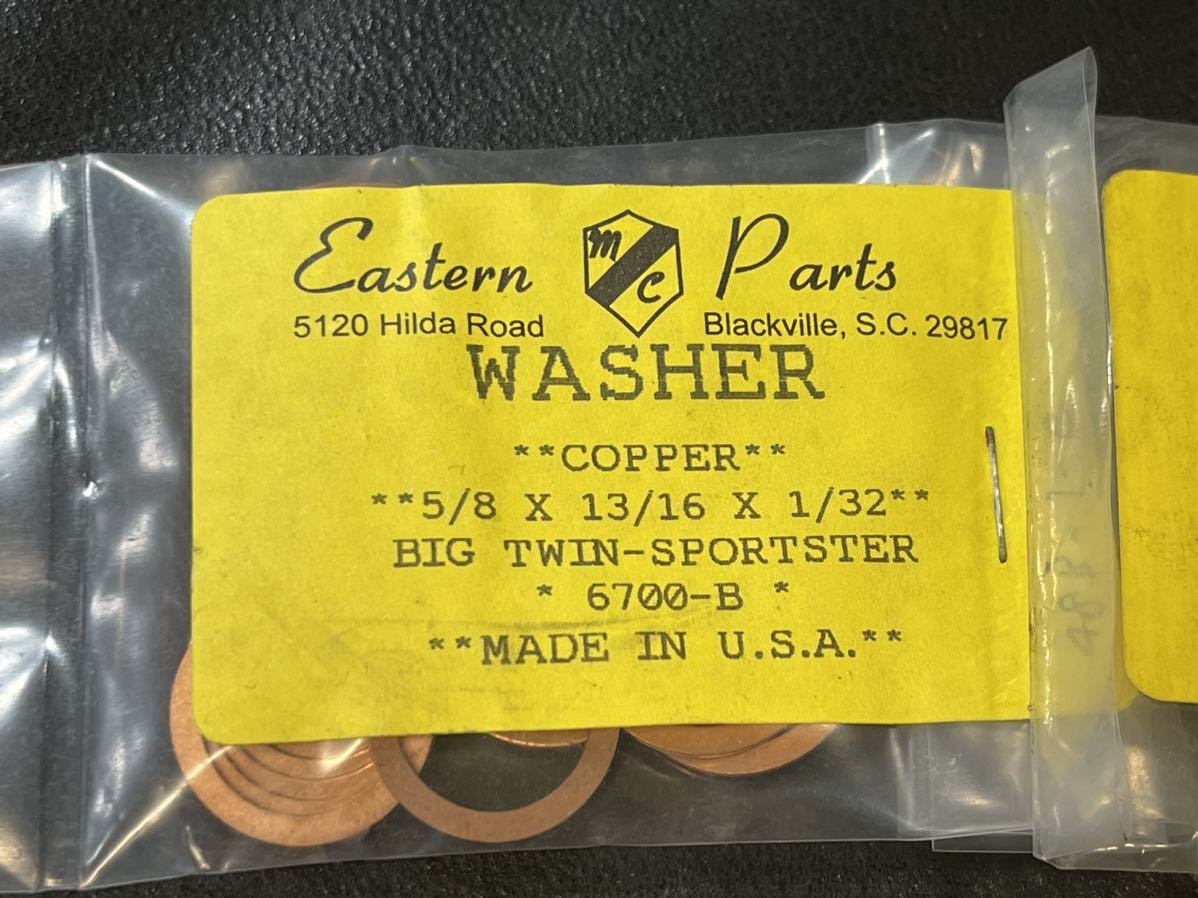 Eastern MC Parts
5120 Hilda Road Blackville, S.C. 29817
WASHER
**COPPER**
**5/8 X 13/16 X 1/32**
BIG TWIN-SPORTSTER
* 6700-B *
**MADE IN U.S.A.**